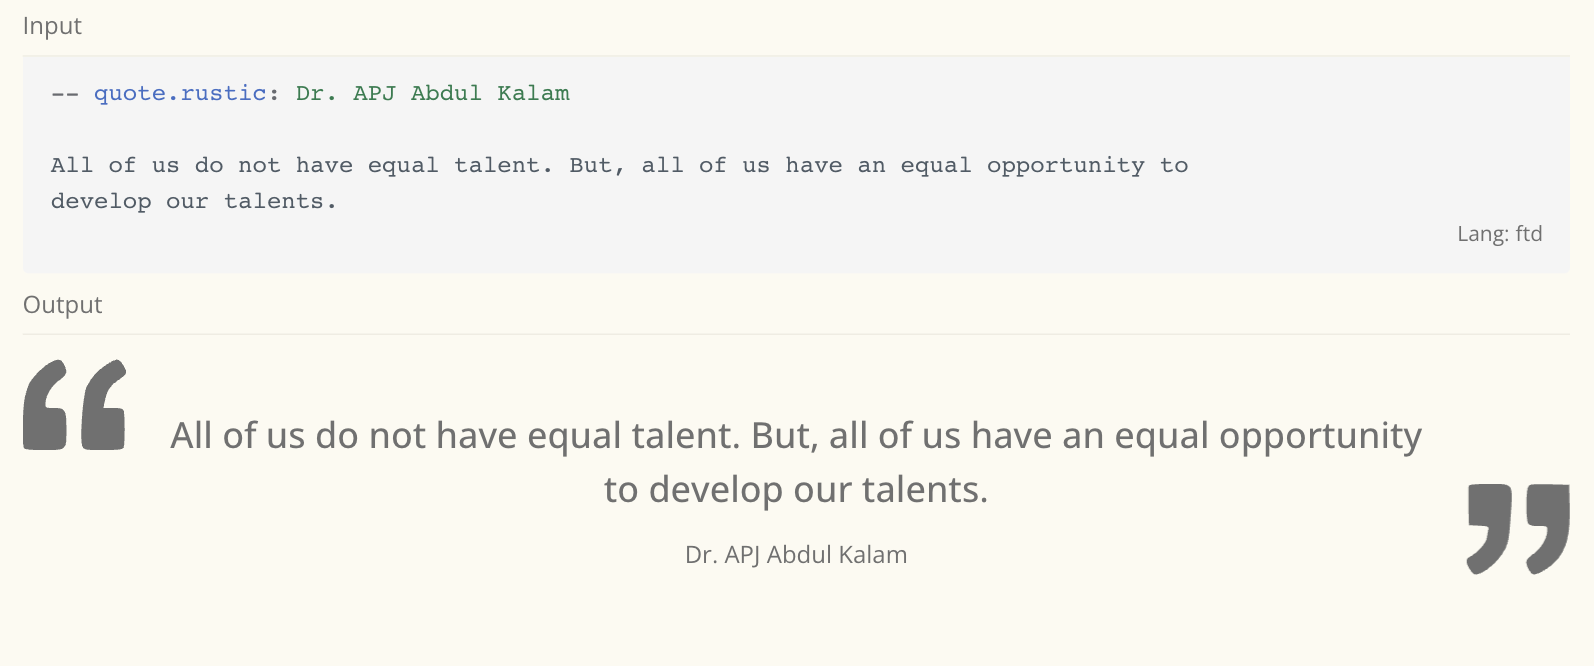 Input
-- quote.rustic: Dr. APJ Abdul Kalam
All of us do not have equal talent. But, all of us have an equal opportunity to
develop our talents.
Lang: ftd
Output
“
All of us do not have equal talent. But, all of us have an equal opportunity
to develop our talents.
”
Dr. APJ Abdul Kalam